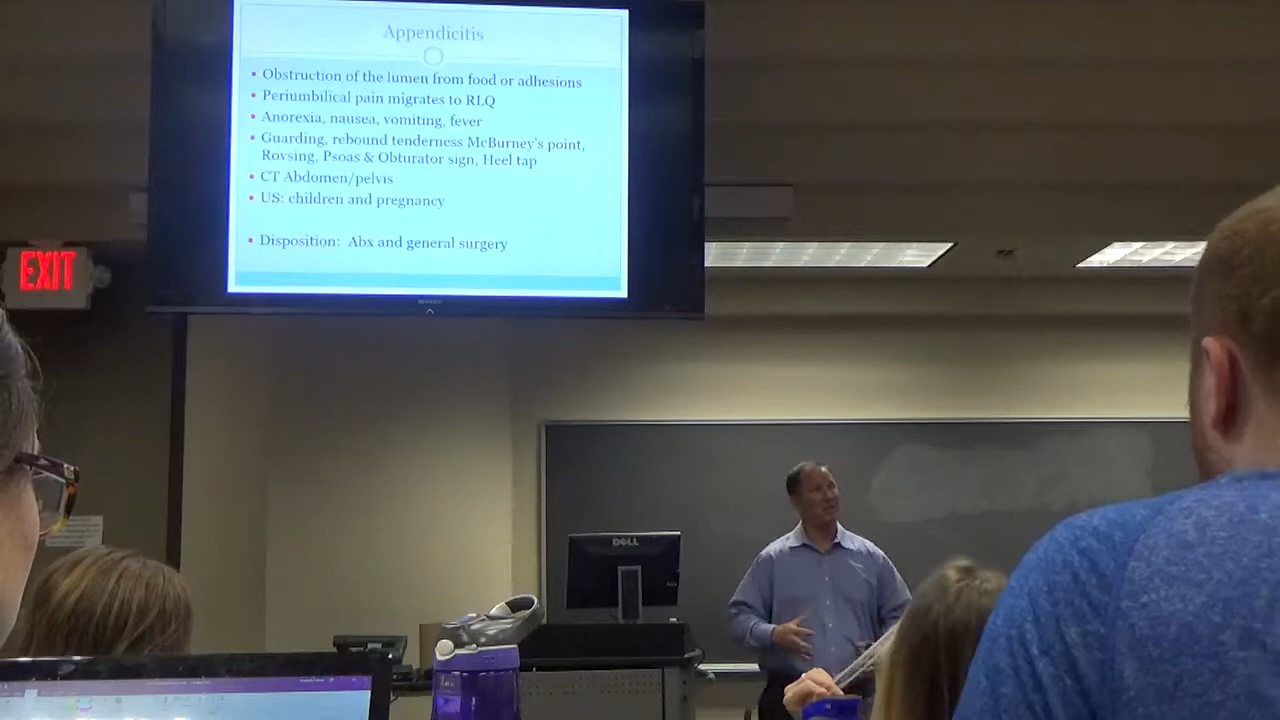 Appendicitis
• Obstruction of the lumen from food or adhesions
• Periumbilical pain migrates to RLQ
• Anorexia, nausea, vomiting, fever
• Guarding, rebound tenderness McBurney's point,
Rovsing, Psoas & Obturator sign, Heel tap
• CT Abdomen/pelvis
• US: children and pregnancy
• Disposition: Abx and general surgery
EXIT
DELL